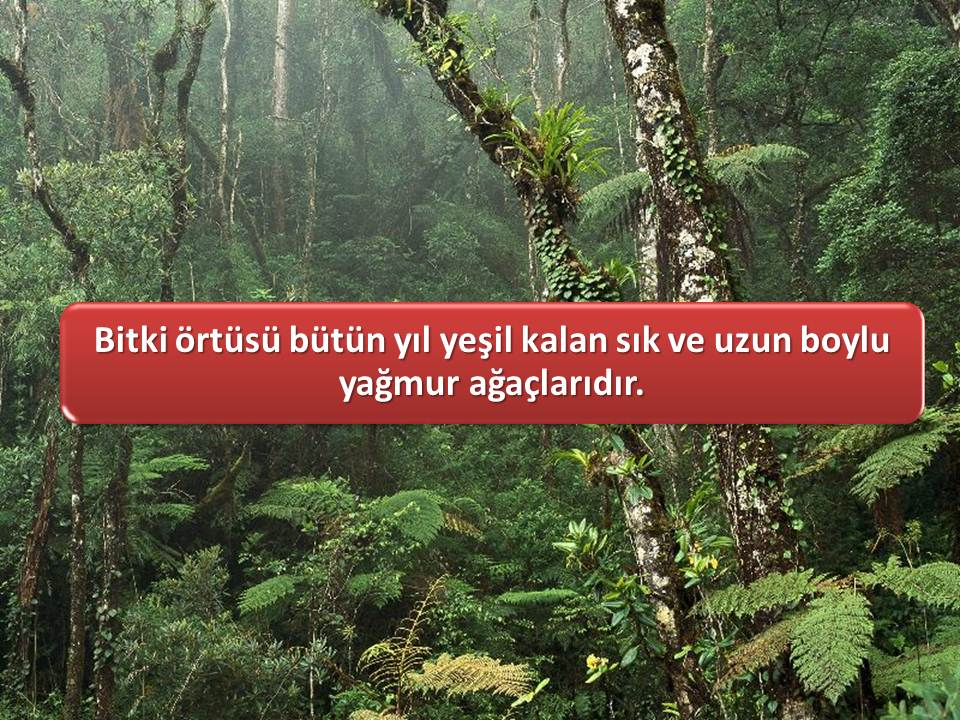 Bitki örtüsü bütün yıl yeşil kalan sık ve uzun boylu
yağmur ağaçlarıdır.